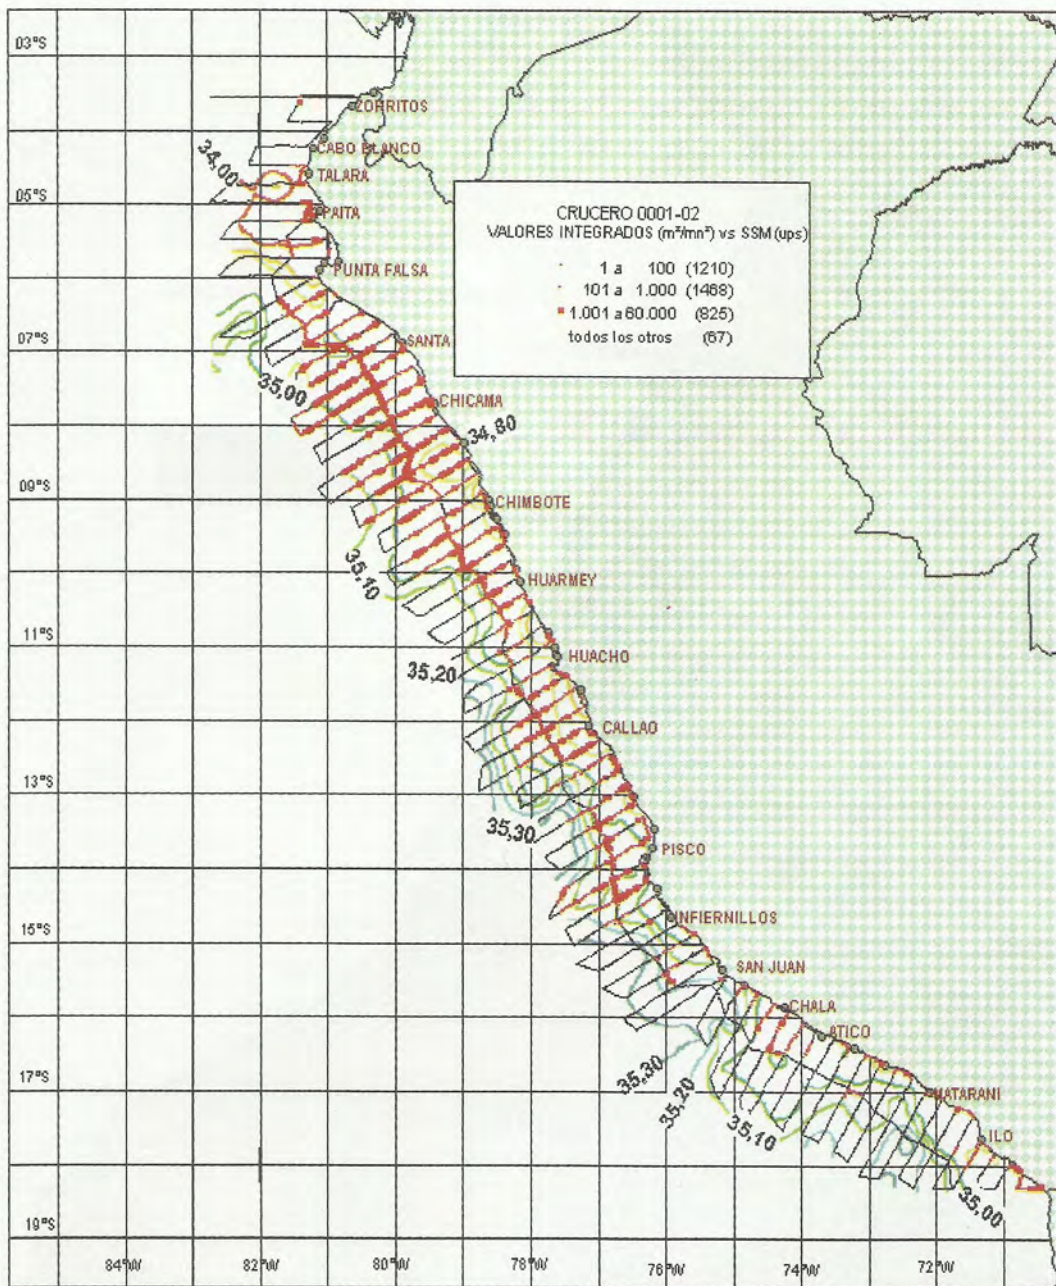 03°S
ZORRITOS
CABO BLANCO
34,00
TALARA
05°S
PAITA
CRUCERO 0001-02
VALORES INTEGRADOS (m²/mn²) vs SSM (ups)
1 a 100 (1210)
101 a 1.000 (1468)
1.001 a 60.000 (825)
todos los otros (67)
PUNTA FALSA
07°S
SANTA
35,00
CHICAMA
34,80
09°S
CHIMBOTE
35,10
HUARMEY
11°S
HUACHO
35,20
CALLAO
13°S
35,30
PISCO
INFIERNILLOS
15°S
SAN JUAN
CHALA
ATICO
35,30
17°S
35,20
MATARANI
35,10
ILO
35,00
19°S
84°W 82°W 80°W 78°W 76°W 74°W 72°W